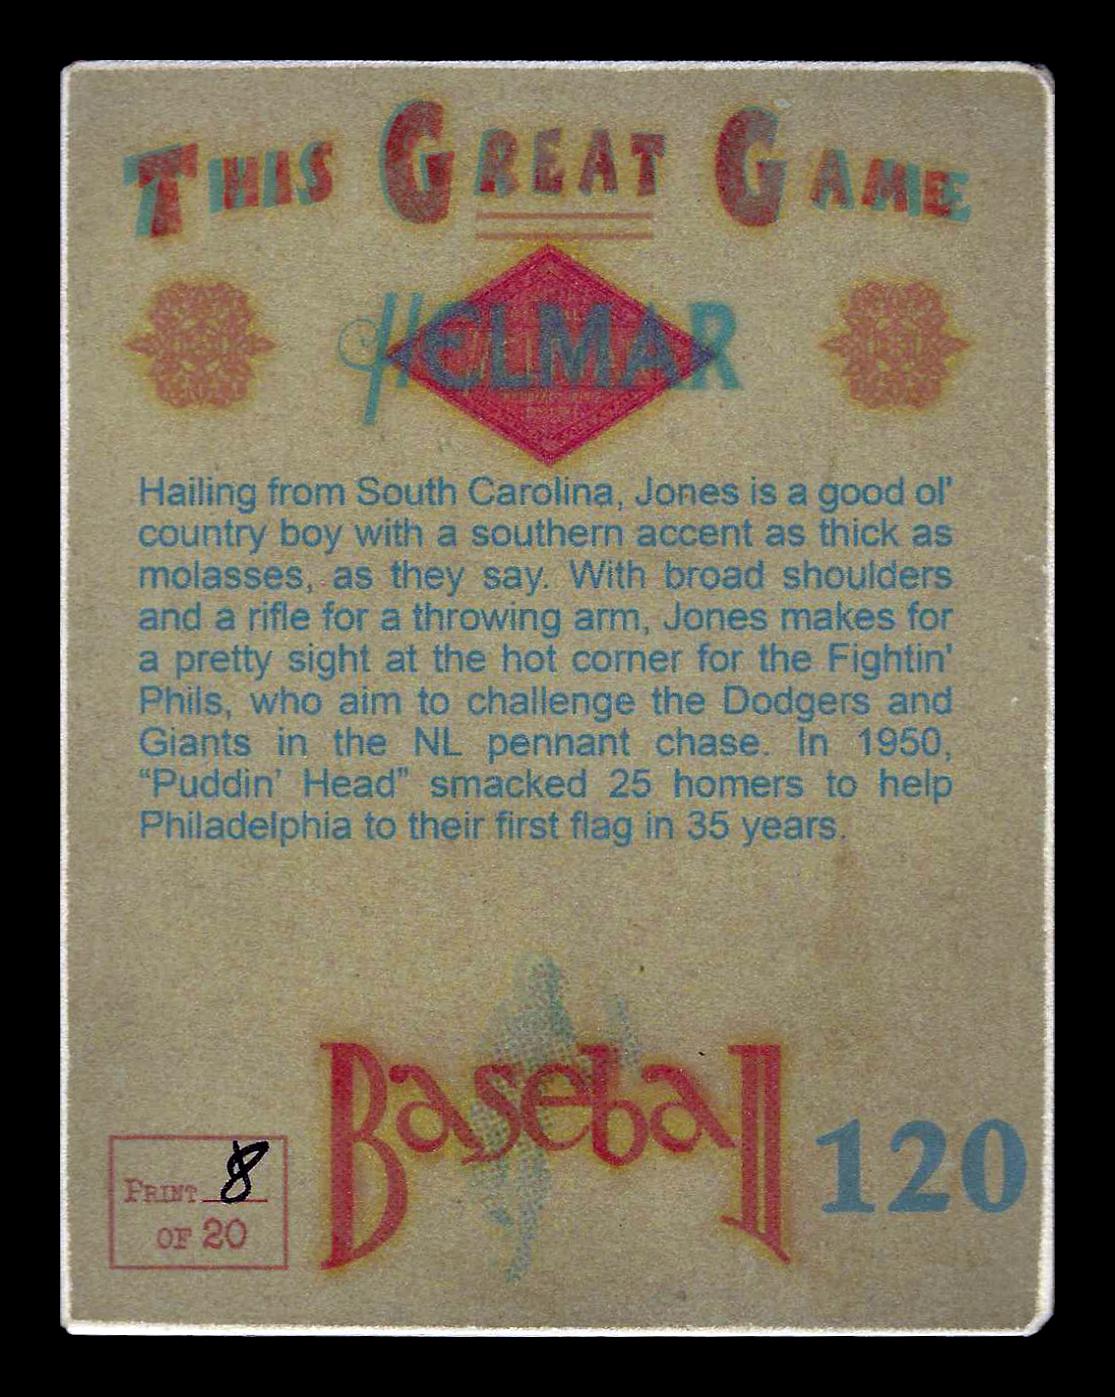 THIS GREAT GAME
HELMAR
Hailing from South Carolina, Jones is a good ol'
country boy with a southern accent as thick as
molasses, as they say. With broad shoulders
and a rifle for a throwing arm, Jones makes for
a pretty sight at the hot corner for the Fightin'
Phils, who aim to challenge the Dodgers and
Giants in the NL pennant chase. In 1950,
“Puddin’ Head” smacked 25 homers to help
Philadelphia to their first flag in 35 years.
Baseball
120
PRINT 8
OF 20